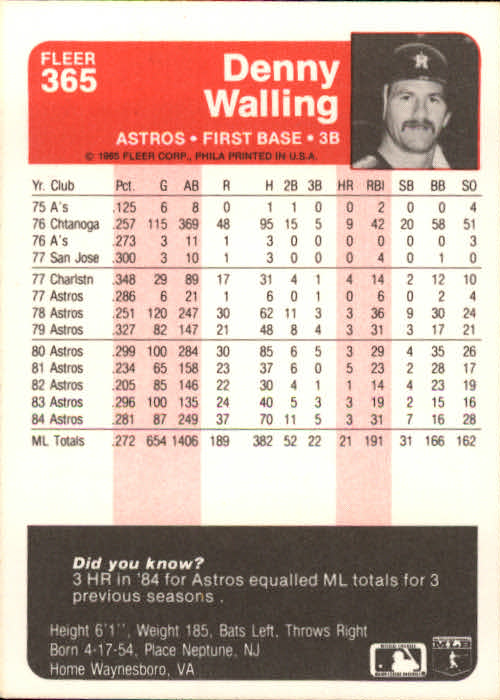 FLEER
365
Denny
Walling
ASTROS • FIRST BASE • 3B
© 1985 FLEER CORP., PHILA PRINTED IN U.S.A.
Yr. Club Pct. G AB R H 2B 3B HR RBI SB BB SO
75 A's .125 6 8 0 1 1 0 0 2 0 0 4
76 Chtanoga .257 115 369 48 95 15 5 9 42 20 58 51
76 A's .273 3 11 1 3 0 0 0 0 0 0 3
77 San Jose .300 3 10 1 3 0 0 0 4 0 1 0
77 Charlstn .348 29 89 17 31 4 1 4 14 2 12 10
77 Astros .286 6 21 1 6 0 1 0 6 0 2 4
78 Astros .251 120 247 30 62 11 3 3 36 9 30 24
79 Astros .327 82 147 21 48 8 4 3 31 3 17 21
80 Astros .299 100 284 30 85 6 5 3 29 4 35 26
81 Astros .234 65 158 23 37 6 0 5 23 2 28 17
82 Astros .205 85 146 22 30 4 1 1 14 4 23 19
83 Astros .296 100 135 24 40 5 3 3 19 2 15 16
84 Astros .281 87 249 37 70 11 5 3 31 7 16 28
ML Totals .272 654 1406 189 382 52 22 21 191 31 166 162
Did you know?
3 HR in '84 for Astros equalled ML totals for 3
previous seasons .
Height 6'1'', Weight 185, Bats Left, Throws Right
Born 4-17-54, Place Neptune, NJ
Home Waynesboro, VA